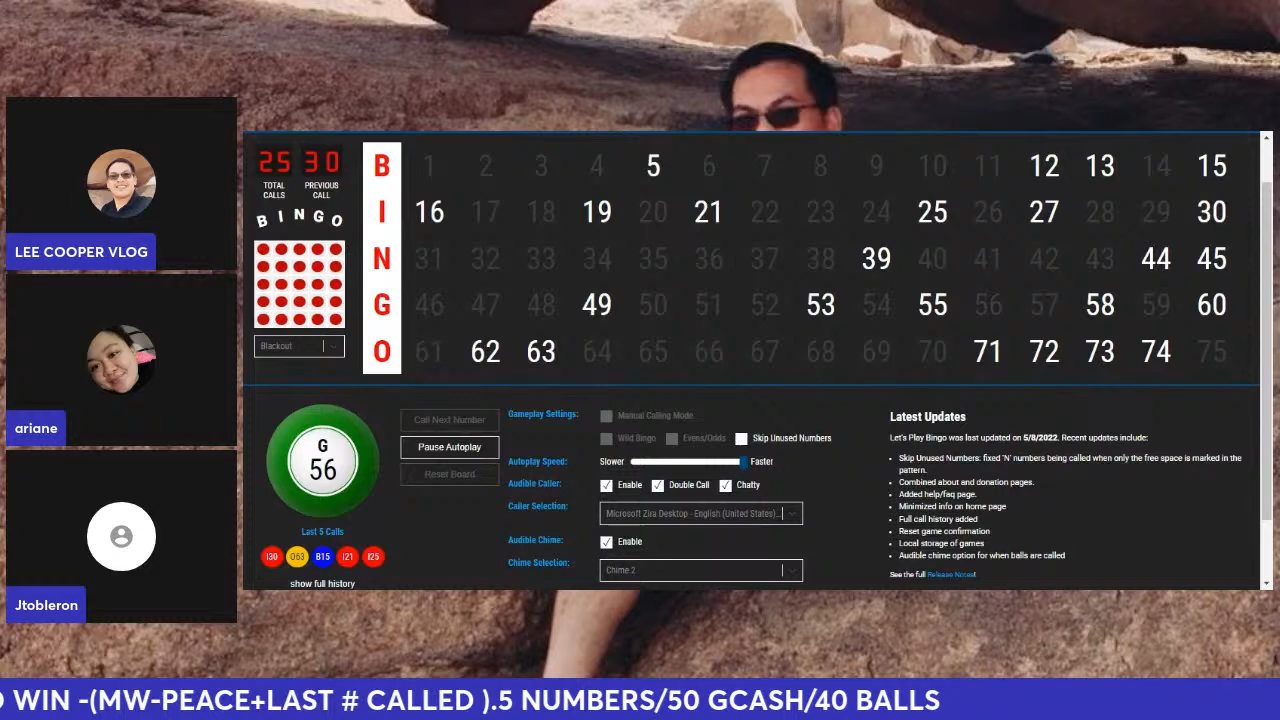 25 30
TOTAL CALLS PREVIOUS CALL
BINGO
Blackout
B 1 2 3 4 5 6 7 8 9 10 11 12 13 14 15
I 16 17 18 19 20 21 22 23 24 25 26 27 28 29 30
N 31 32 33 34 35 36 37 38 39 40 41 42 43 44 45
G 46 47 48 49 50 51 52 53 54 55 56 57 58 59 60
O 61 62 63 64 65 66 67 68 69 70 71 72 73 74 75
LEE COOPER VLOG
ariane
Jtobleron
G
56
Last 5 Calls
I30 O63 B15 I21 I25
show full history
Call Next Number
Pause Autoplay
Reset Board
Gameplay Settings: Manual Calling Mode
Wild Bingo Evens/Odds Skip Unused Numbers
Autoplay Speed: Slower Faster
Audible Caller: Enable Double Call Chatty
Caller Selection: Microsoft Zira Desktop - English (United States)...
Audible Chime: Enable
Chime Selection: Chime 2
Latest Updates
Let's Play Bingo was last updated on 5/8/2022. Recent updates include:
• Skip Unused Numbers: fixed 'N' numbers being called when only the free space is marked in the
pattern.
• Combined about and donation pages.
• Added help/faq page.
• Minimized info on home page
• Full call history added
• Reset game confirmation
• Local storage of games
• Audible chime option for when balls are called
See the full Release Notes!
WIN -(MW-PEACE+LAST # CALLED ).5 NUMBERS/50 GCASH/40 BALLS